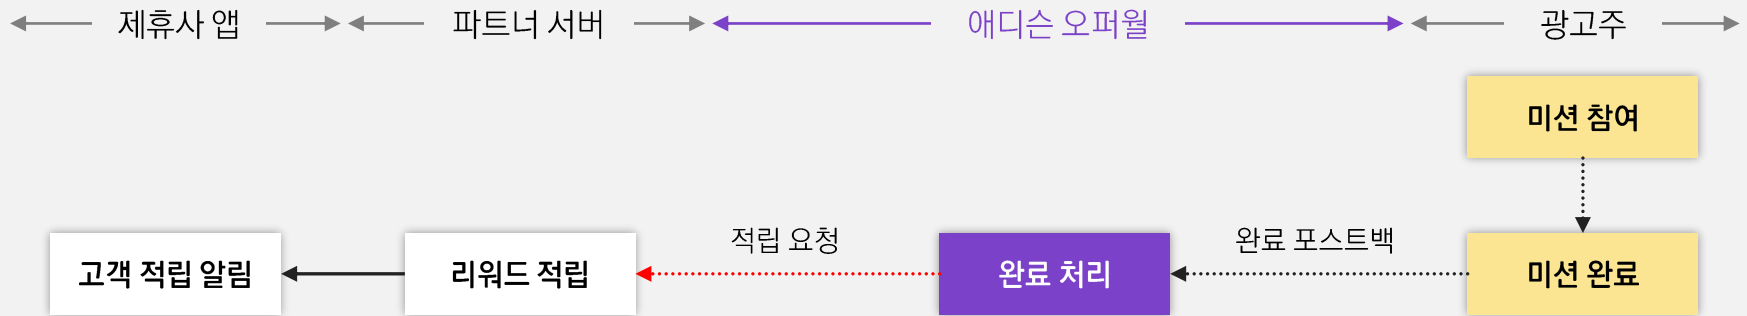 제휴사 앱
파트너 서버
애디슨 오퍼월
광고주
미션 참여
적립 요청
완료 포스트백
고객 적립 알림
리워드 적립
완료 처리
미션 완료